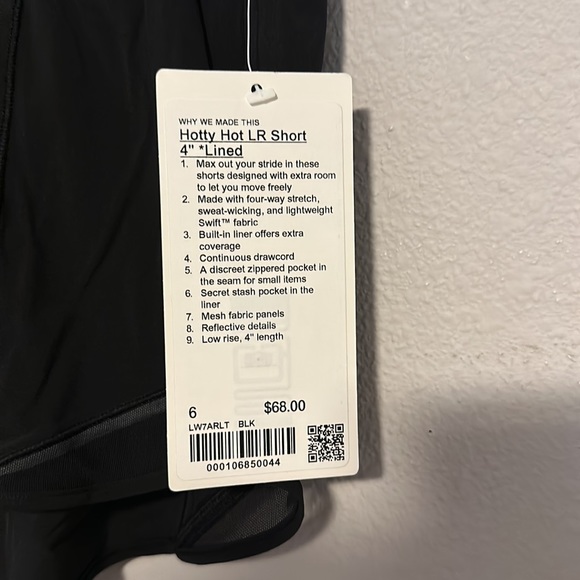 WHY WE MADE THIS
Hotty Hot LR Short
4" *Lined
1. Max out your stride in these
shorts designed with extra room
to let you move freely
2. Made with four-way stretch,
sweat-wicking, and lightweight
Swift™ fabric
3. Built-in liner offers extra
coverage
4. Continuous drawcord
5. A discreet zippered pocket in
the seam for small items
6. Secret stash pocket in the
liner
7. Mesh fabric panels
8. Reflective details
9. Low rise, 4" length
6 $68.00
LW7ARLT BLK
000106850044